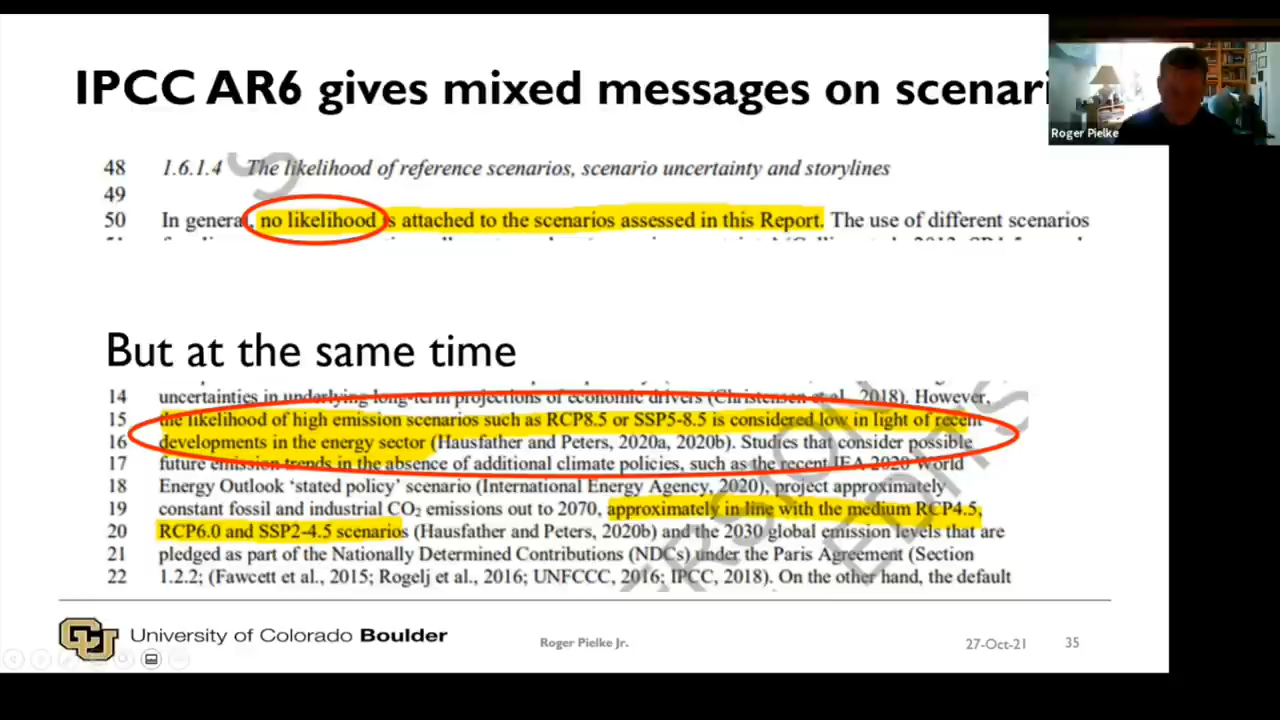 IPCC AR6 gives mixed messages on scenari
Roger Pielke
48 1.6.1.4 The likelihood of reference scenarios, scenario uncertainty and storylines
49
50 In general, no likelihood is attached to the scenarios assessed in this Report. The use of different scenarios
But at the same time
14 uncertainties in underlying long-term projections of economic drivers (Christensen et al., 2018). However,
15 the likelihood of high emission scenarios such as RCP8.5 or SSP5-8.5 is considered low in light of recent
16 developments in the energy sector (Hausfather and Peters, 2020a, 2020b). Studies that consider possible
17 future emission trends in the absence of additional climate policies, such as the recent IEA 2020 World
18 Energy Outlook ‘stated policy’ scenario (International Energy Agency, 2020), project approximately
19 constant fossil and industrial CO₂ emissions out to 2070, approximately in line with the medium RCP4.5,
20 RCP6.0 and SSP2-4.5 scenarios (Hausfather and Peters, 2020b) and the 2030 global emission levels that are
21 pledged as part of the Nationally Determined Contributions (NDCs) under the Paris Agreement (Section
22 1.2.2; (Fawcett et al., 2015; Rogelj et al., 2016; UNFCCC, 2016; IPCC, 2018). On the other hand, the default
CU University of Colorado Boulder
Roger Pielke Jr.
27-Oct-21
35